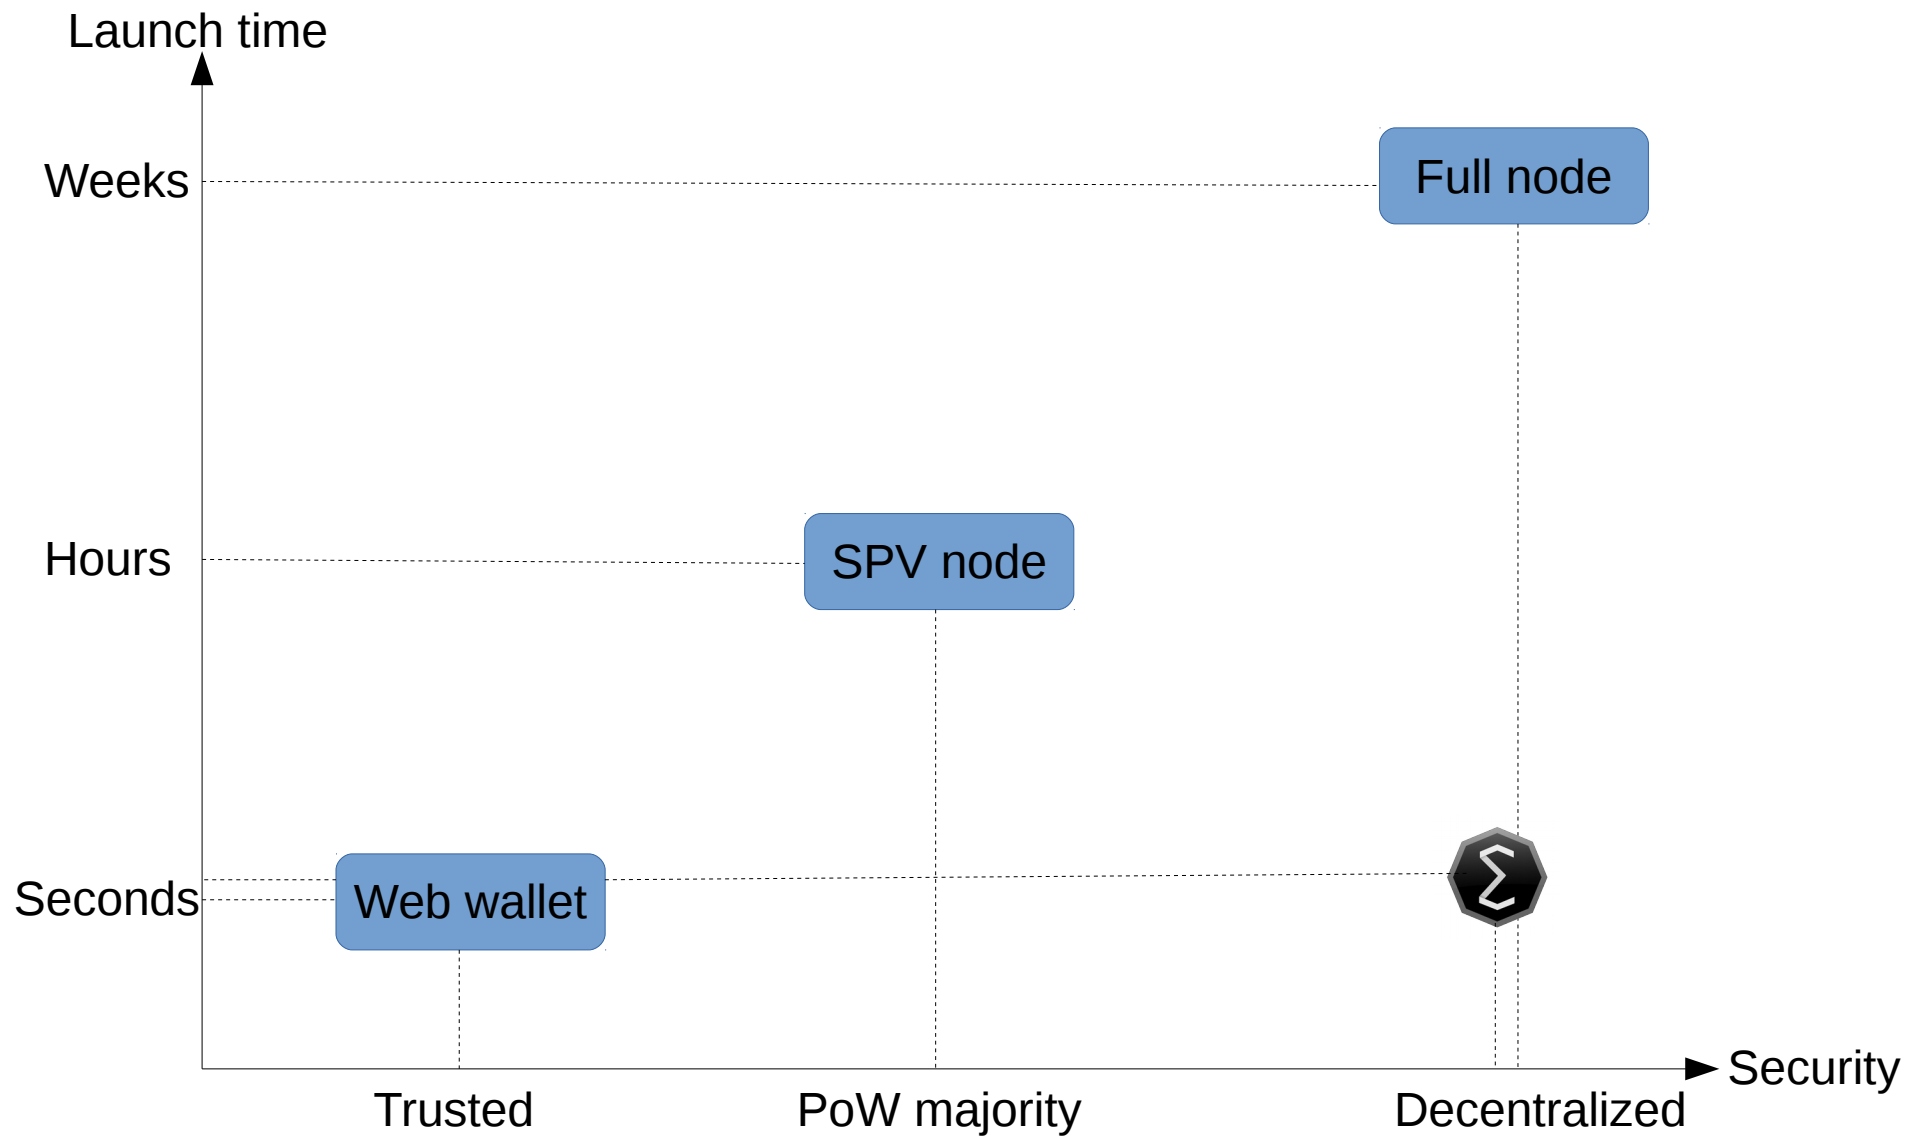 Launch time
Weeks
Full node
Hours
SPV node
Seconds
Web wallet
Σ
Security
Trusted
PoW majority
Decentralized